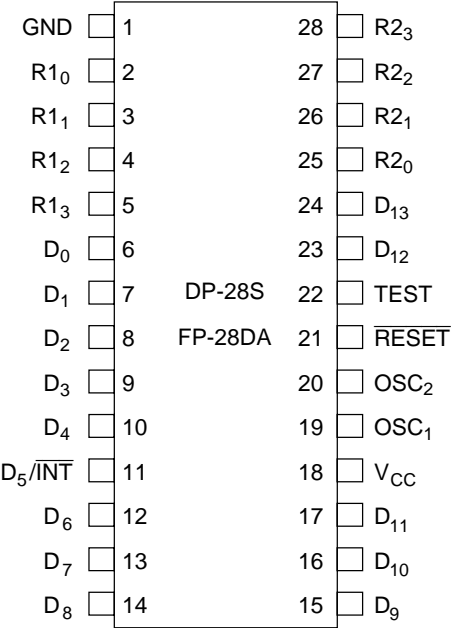 GND 1 28 R2₃
R1₀ 2 27 R2₂
R1₁ 3 26 R2₁
R1₂ 4 25 R2₀
R1₃ 5 24 D₁₃
D₀ 6 23 D₁₂
D₁ 7 DP-28S 22 TEST
D₂ 8 FP-28DA 21 R̅E̅S̅E̅T̅
D₃ 9 20 OSC₂
D₄ 10 19 OSC₁
D₅/I̅N̅T̅ 11 18 V_CC
D₆ 12 17 D₁₁
D₇ 13 16 D₁₀
D₈ 14 15 D₉